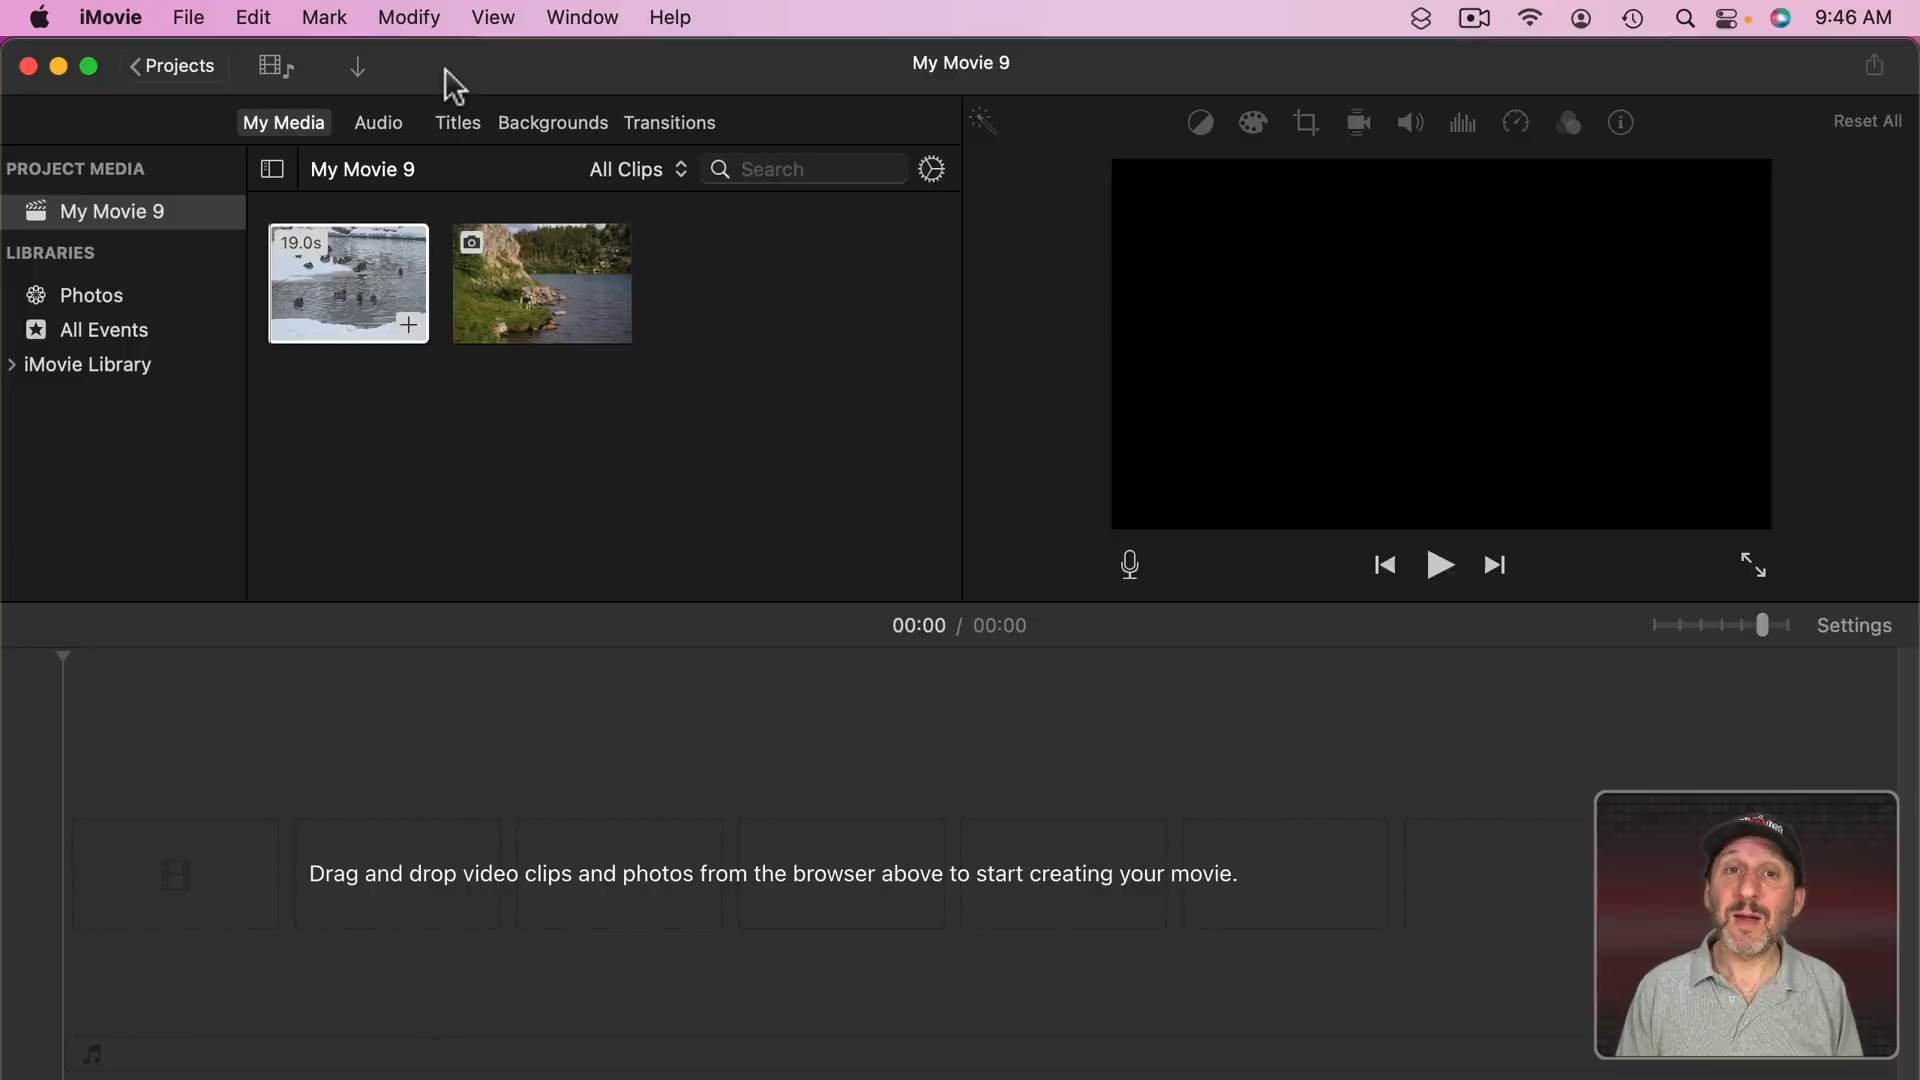 iMovie File Edit Mark Modify View Window Help 9:46 AM
Projects My Movie 9
My Media Audio Titles Backgrounds Transitions Reset All
PROJECT MEDIA My Movie 9 All Clips Search
My Movie 9
LIBRARIES
19.0s
Photos
All Events
iMovie Library
00:00 / 00:00 Settings
Drag and drop video clips and photos from the browser above to start creating your movie.